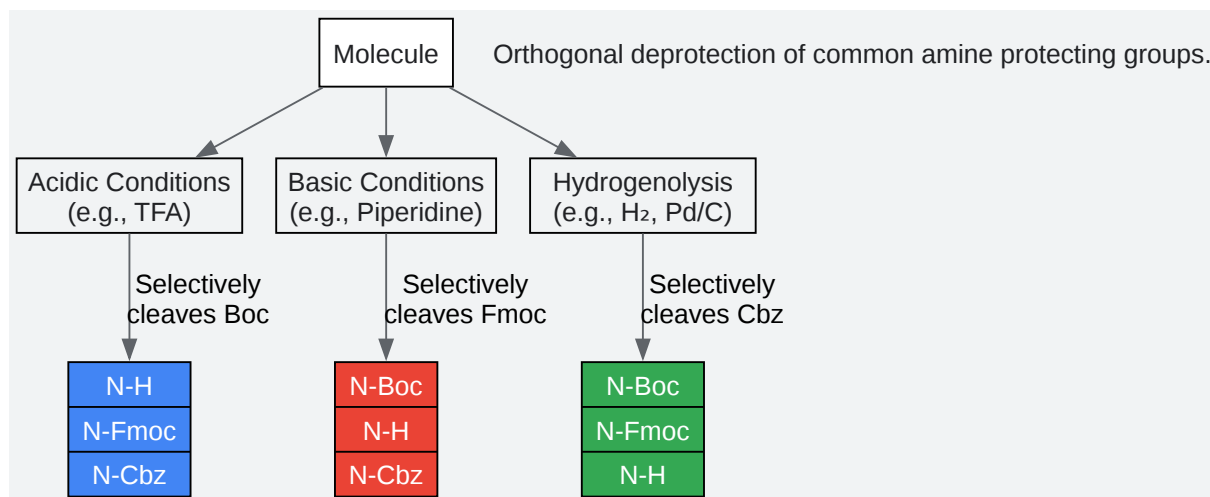 Molecule
Orthogonal deprotection of common amine protecting groups.
Acidic Conditions
(e.g., TFA)
Basic Conditions
(e.g., Piperidine)
Hydrogenolysis
(e.g., H₂, Pd/C)
Selectively
cleaves Boc
Selectively
cleaves Fmoc
Selectively
cleaves Cbz
N-H
N-Fmoc
N-Cbz
N-Boc
N-H
N-Cbz
N-Boc
N-Fmoc
N-H